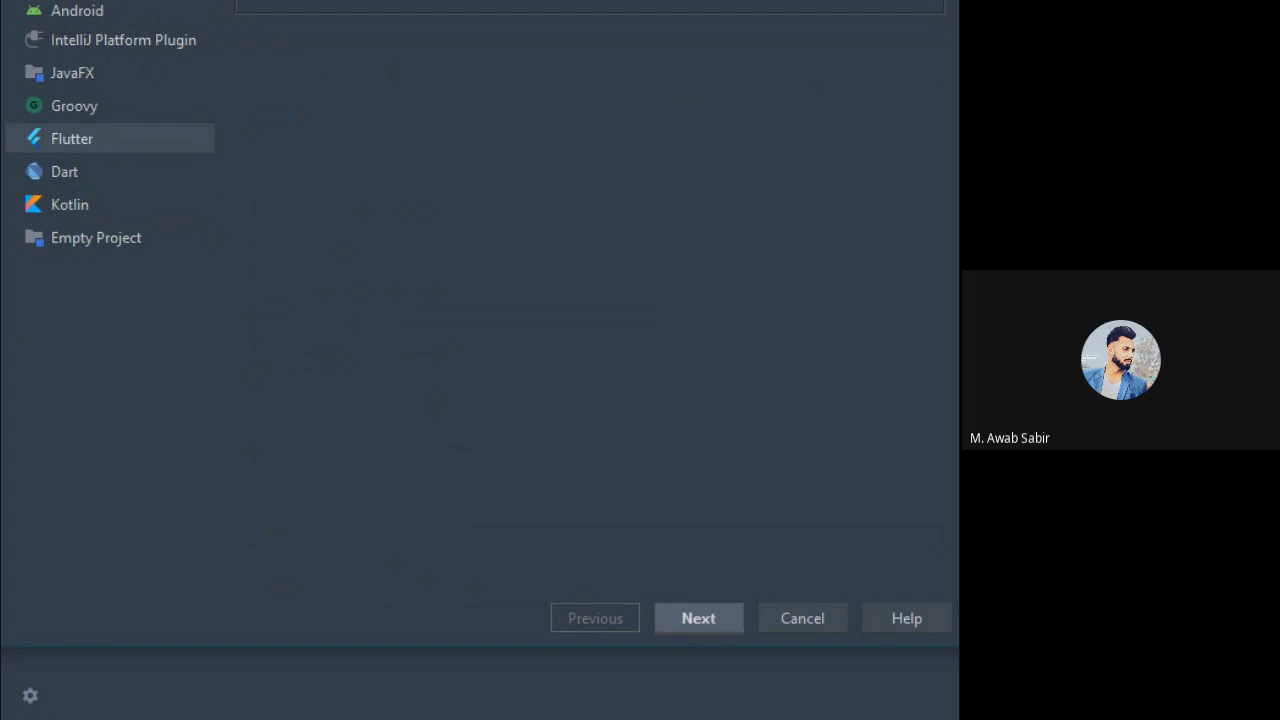 Android
IntelliJ Platform Plugin
JavaFX
Groovy
Flutter
Dart
Kotlin
Empty Project
Previous
Next
Cancel
Help
M. Awab Sabir